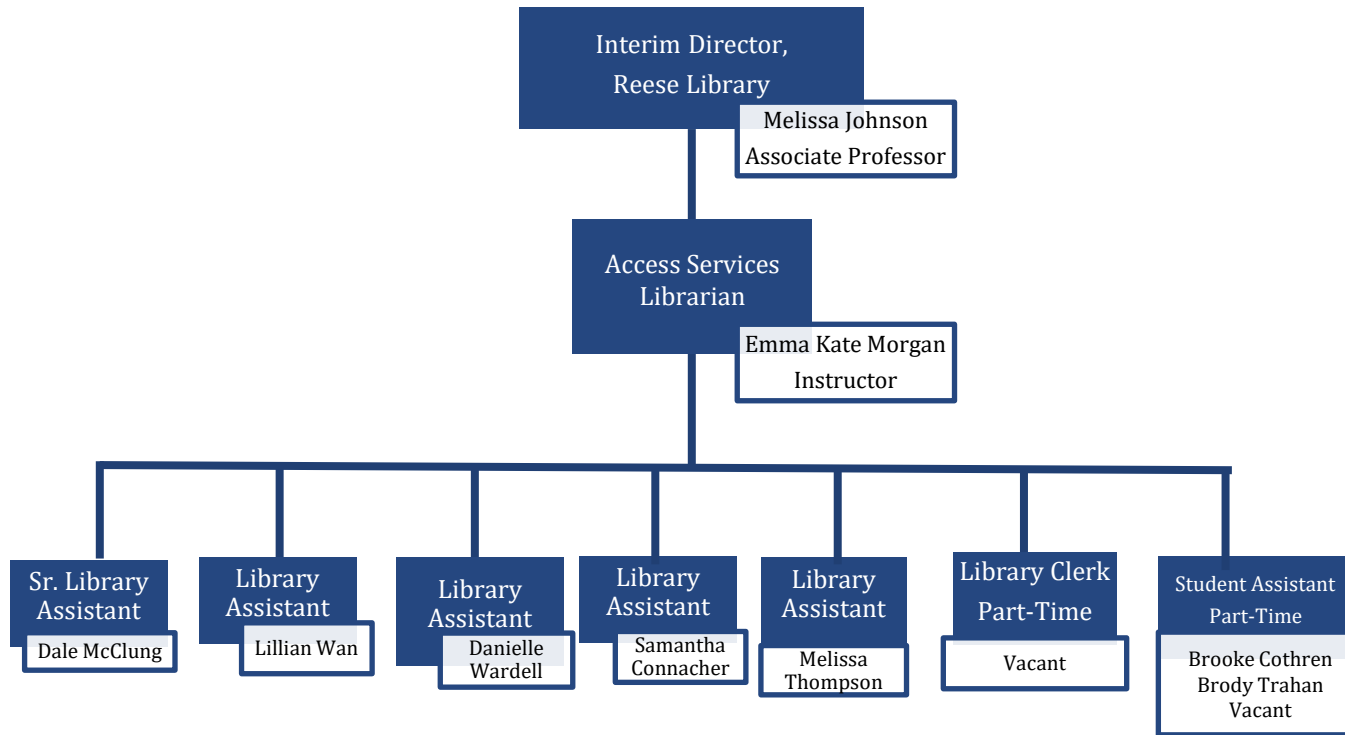 Interim Director,
Reese Library
Melissa Johnson
Associate Professor
Access Services
Librarian
Emma Kate Morgan
Instructor
Sr. Library
Assistant
Dale McClung
Library
Assistant
Lillian Wan
Library
Assistant
Danielle
Wardell
Library
Assistant
Samantha
Connacher
Library
Assistant
Melissa
Thompson
Library Clerk
Part-Time
Vacant
Student Assistant
Part-Time
Brooke Cothren
Brody Trahan
Vacant